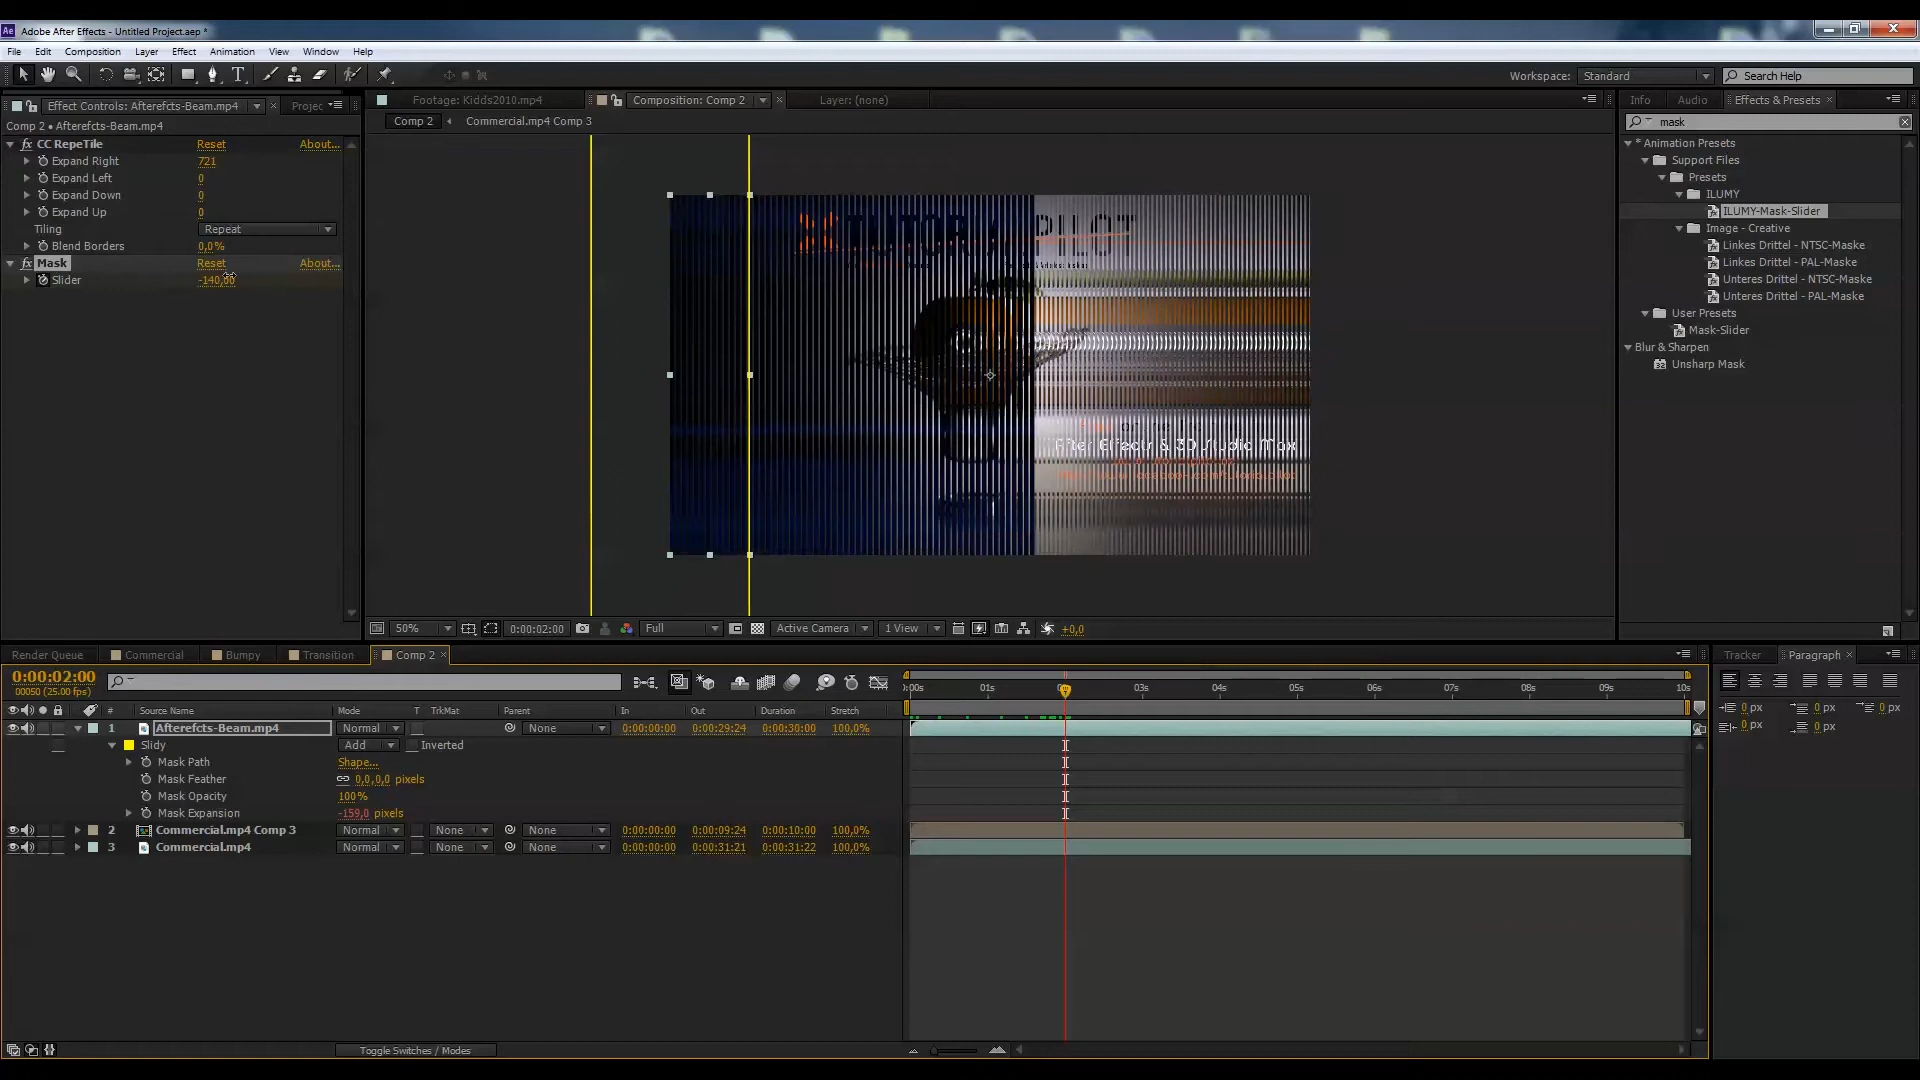 Adobe After Effects - Untitled Project.aep *
File Edit Composition Layer Effect Animation View Window Help
Workspace: Standard Search Help
Effect Controls: Afterefcts-Beam.mp4 Projec
Comp 2 • Afterefcts-Beam.mp4
CC RepeTile Reset About...
Expand Right 721
Expand Left 0
Expand Down 0
Expand Up 0
Tiling Repeat
Blend Borders 0,0%
Mask Reset About...
Slider -140,00
Footage: Kidds2010.mp4 Composition: Comp 2 Layer: (none)
Comp 2 Commercial.mp4 Comp 3
After Effects & 3D Studio Max
50% 0:00:02:00 Full Active Camera 1 View +0,0
Info Audio Effects & Presets
mask
* Animation Presets
Support Files
Presets
ILUMY
ILUMY-Mask-Slider
Image - Creative
Linkes Drittel - NTSC-Maske
Linkes Drittel - PAL-Maske
Unteres Drittel - NTSC-Maske
Unteres Drittel - PAL-Maske
User Presets
Mask-Slider
Blur & Sharpen
Unsharp Mask
Render Queue Commercial Bumpy Transition Comp 2
0:00:02:00
00050 (25.00 fps)
# Source Name Mode T TrkMat Parent In Out Duration Stretch
1 Afterefcts-Beam.mp4 Normal None 0:00:00:00 0:00:29:24 0:00:30:00 100,0%
Slidy Add Inverted
Mask Path Shape...
Mask Feather 0,0,0,0 pixels
Mask Opacity 100%
Mask Expansion -159,0 pixels
2 Commercial.mp4 Comp 3 Normal None None 0:00:00:00 0:00:09:24 0:00:10:00 100,0%
3 Commercial.mp4 Normal None None 0:00:00:00 0:00:31:21 0:00:31:22 100,0%
Toggle Switches / Modes
01s 03s 04s 05s 06s 07s 08s 09s 10s
Tracker Paragraph
0 px 0 px 0 px
0 px 0 px